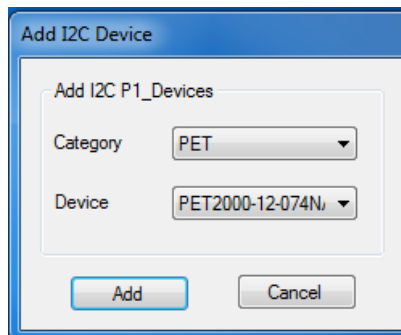 Add I2C Device
Add I2C P1_Devices
Category PET
Device PET2000-12-074N
Add Cancel